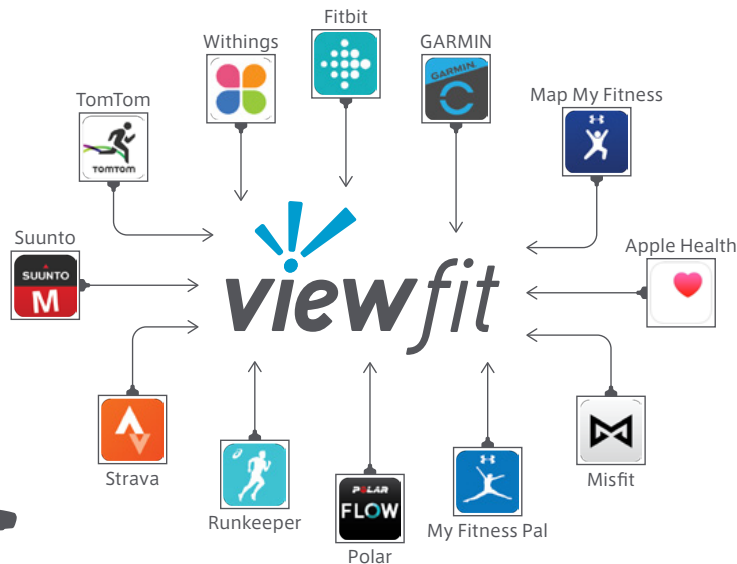 Fitbit
Withings
GARMIN
GARMIN
Map My Fitness
TomTom
TOMTOM
Suunto
SUUNTO
M
Apple Health
viewfit
Strava
Misfit
Runkeeper
POLAR
FLOW
My Fitness Pal
Polar